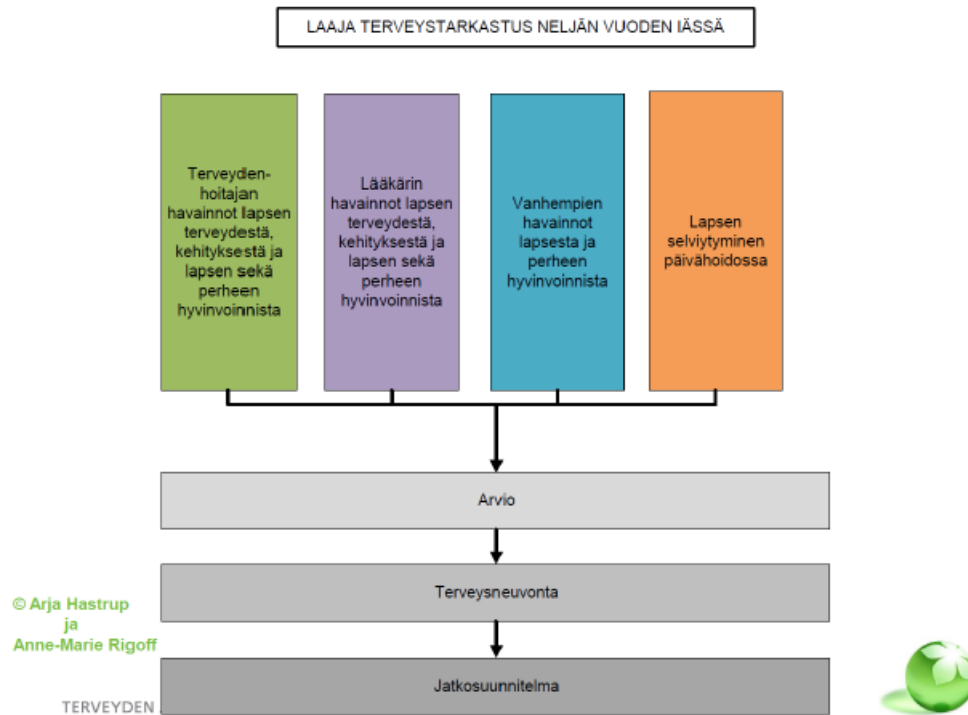 LAAJA TERVEYSTARKASTUS NELJÄN VUODEN IÄSSÄ
Terveyden-
hoitajan
havainnot lapsen
terveydestä,
kehityksestä ja
lapsen sekä
perheen
hyvinvoinnista
Lääkärin
havainnot lapsen
terveydestä,
kehityksestä ja
lapsen sekä
perheen
hyvinvoinnista
Vanhempien
havainnot
lapsesta ja
perheen
hyvinvoinnista
Lapsen
selviytyminen
päivähoidossa
Arvio
Terveysneuvonta
Jatkosuunnitelma
© Arja Hastrup
ja
Anne-Marie Rigoff
TERVEYDEN